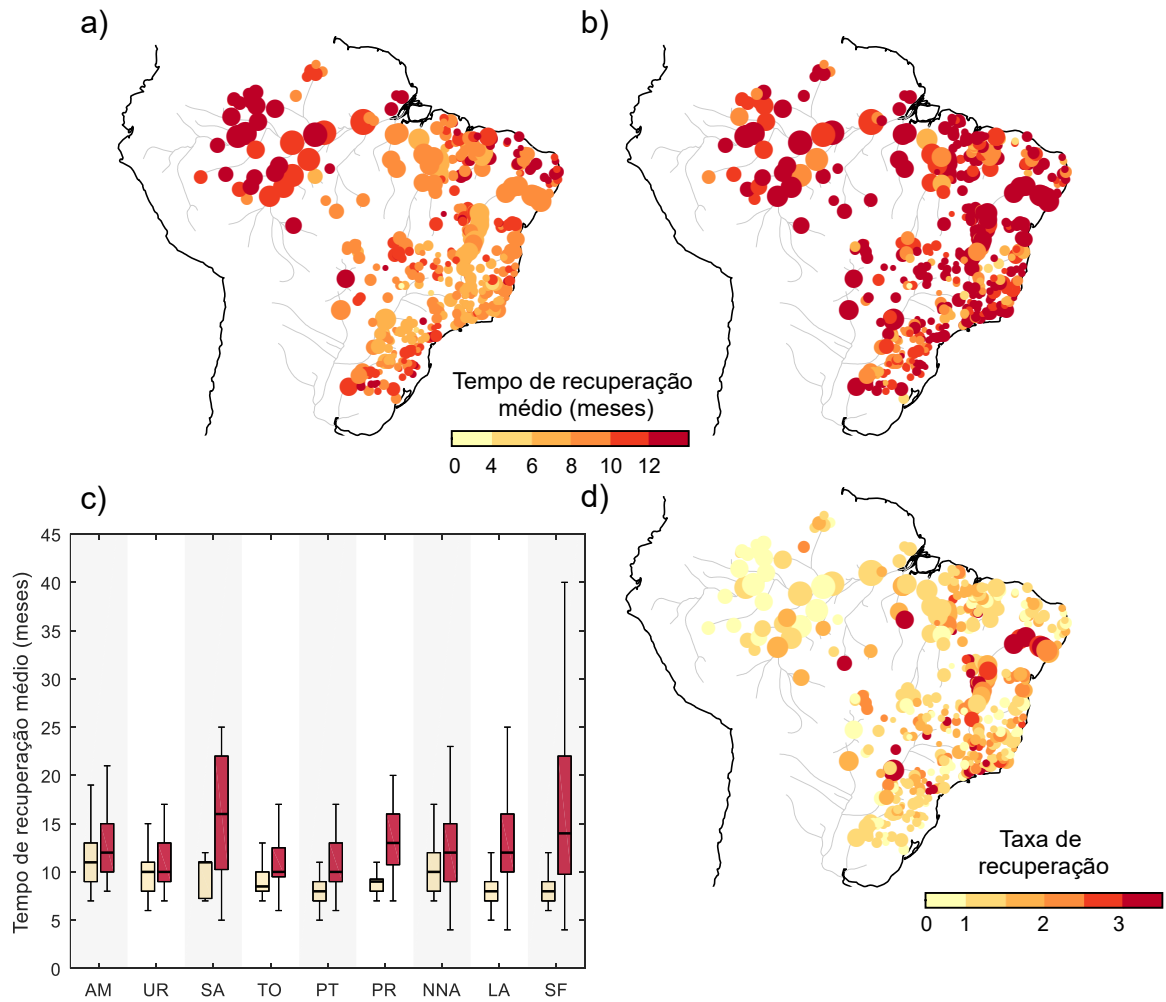 a)
b)
Tempo de recuperação
médio (meses)
0 4 6 8 10 12
c)
d)
Tempo de recuperação médio (meses)
45
40
35
30
25
20
15
10
5
0
AM UR SA TO PT PR NNA LA SF
Taxa de
recuperação
0 1 2 3